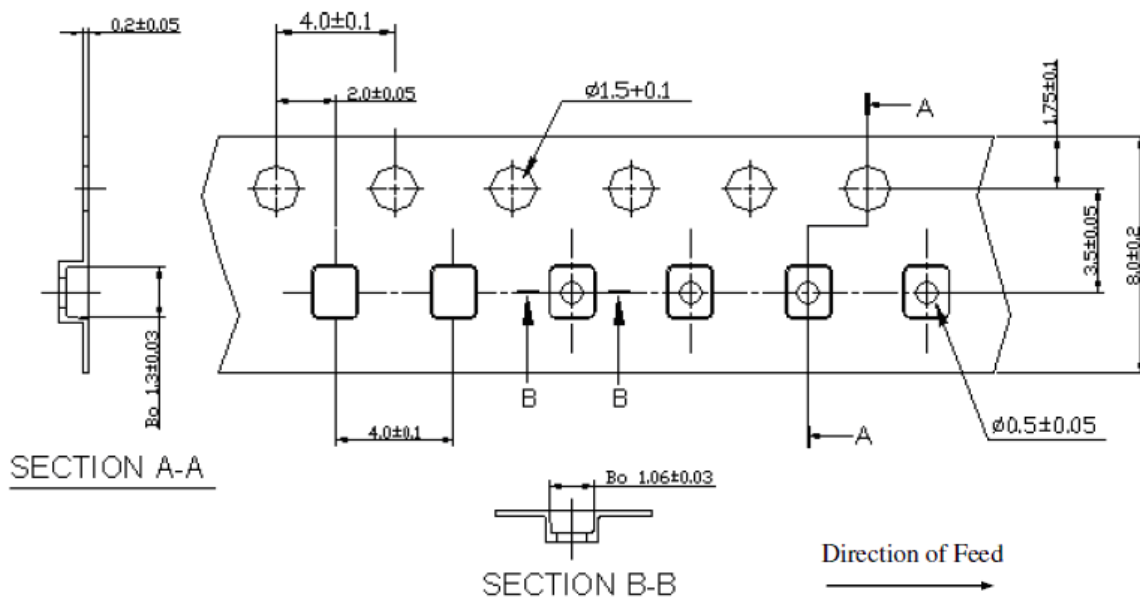 0.2±0.05
4.0±0.1
2.0±0.05
⌀1.5+0.1
A
1.75±0.1
3.5±0.05
8.0±0.2
Bo 1.3±0.03
B
B
4.0±0.1
A
⌀0.5±0.05
SECTION A-A
Bo 1.06±0.03
SECTION B-B
Direction of Feed